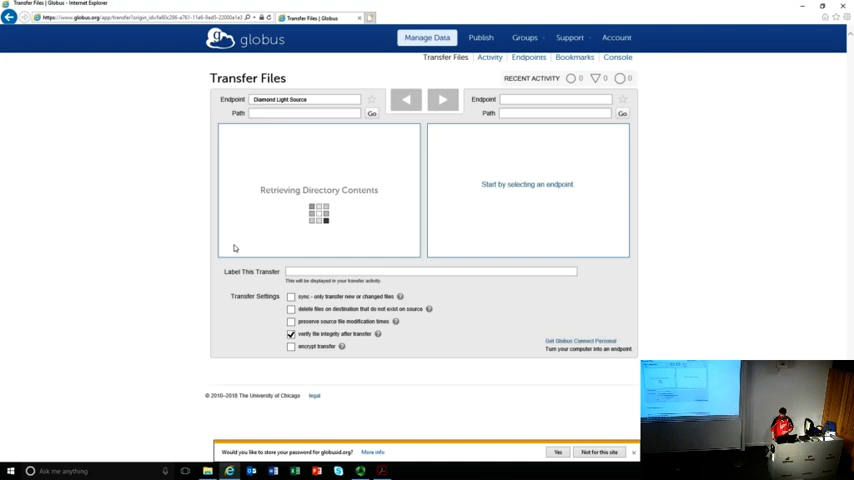 Transfer Files | Globus - Internet Explorer
Transfer Files | Globus
globus
Manage Data
Publish
Groups
Support
Account
Transfer Files
Activity
Endpoints
Bookmarks
Console
Transfer Files
RECENT ACTIVITY 0 0 0
Endpoint Diamond Light Source
Path Go
Endpoint
Path Go
Retrieving Directory Contents
Start by selecting an endpoint
Label This Transfer
This will be displayed in your transfer activity.
Transfer Settings
sync - only transfer new or changed files
delete files on destination that do not exist on source
preserve source file modification times
verify file integrity after transfer
encrypt transfer
Get Globus Connect Personal
Turn your computer into an endpoint.
© 2010-2018 The University of Chicago legal
Would you like to store your password for globusid.org? More info
Yes
Not for this site
Ask me anything